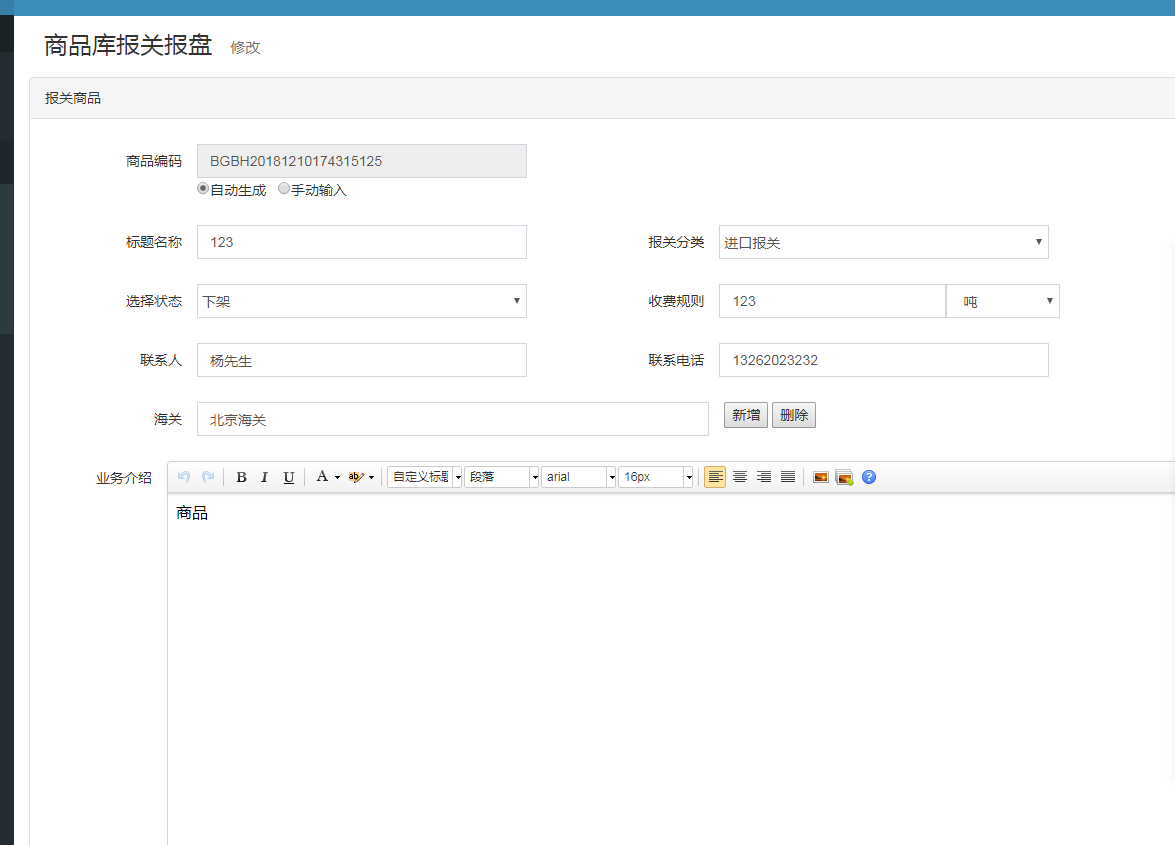 商品库报关报盘 修改
报关商品
商品编码 BGBH20181210174315125
自动生成 手动输入
标题名称 123 报关分类 进口报关
选择状态 下架 收费规则 123 吨
联系人 杨先生 联系电话 13262023232
海关 北京海关 新增 删除
业务介绍 B I U A ab 自定义标题 段落 arial 16px ?
商品